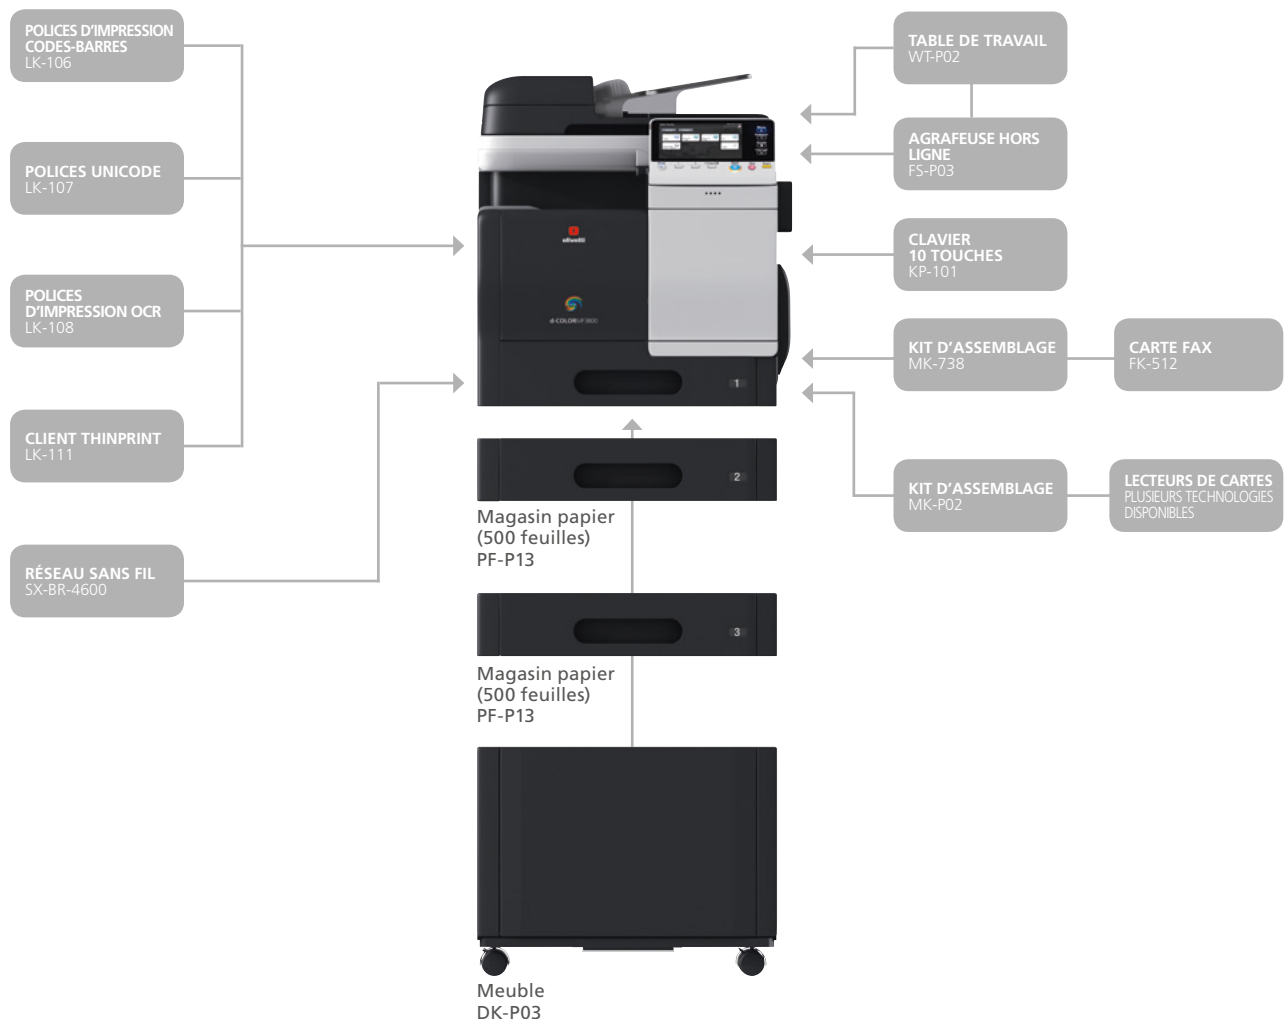 POLICES D'IMPRESSION
CODES-BARRES
LK-106
POLICES UNICODE
LK-107
POLICES
D'IMPRESSION OCR
LK-108
CLIENT THINPRINT
LK-111
RÉSEAU SANS FIL
SX-BR-4600
olivetti
d-COLOR MF3800
1
2
Magasin papier
(500 feuilles)
PF-P13
3
Magasin papier
(500 feuilles)
PF-P13
Meuble
DK-P03
TABLE DE TRAVAIL
WT-P02
AGRAFEUSE HORS
LIGNE
FS-P03
CLAVIER
10 TOUCHES
KP-101
KIT D'ASSEMBLAGE
MK-738
CARTE FAX
FK-512
KIT D'ASSEMBLAGE
MK-P02
LECTEURS DE CARTES
PLUSIEURS TECHNOLOGIES
DISPONIBLES